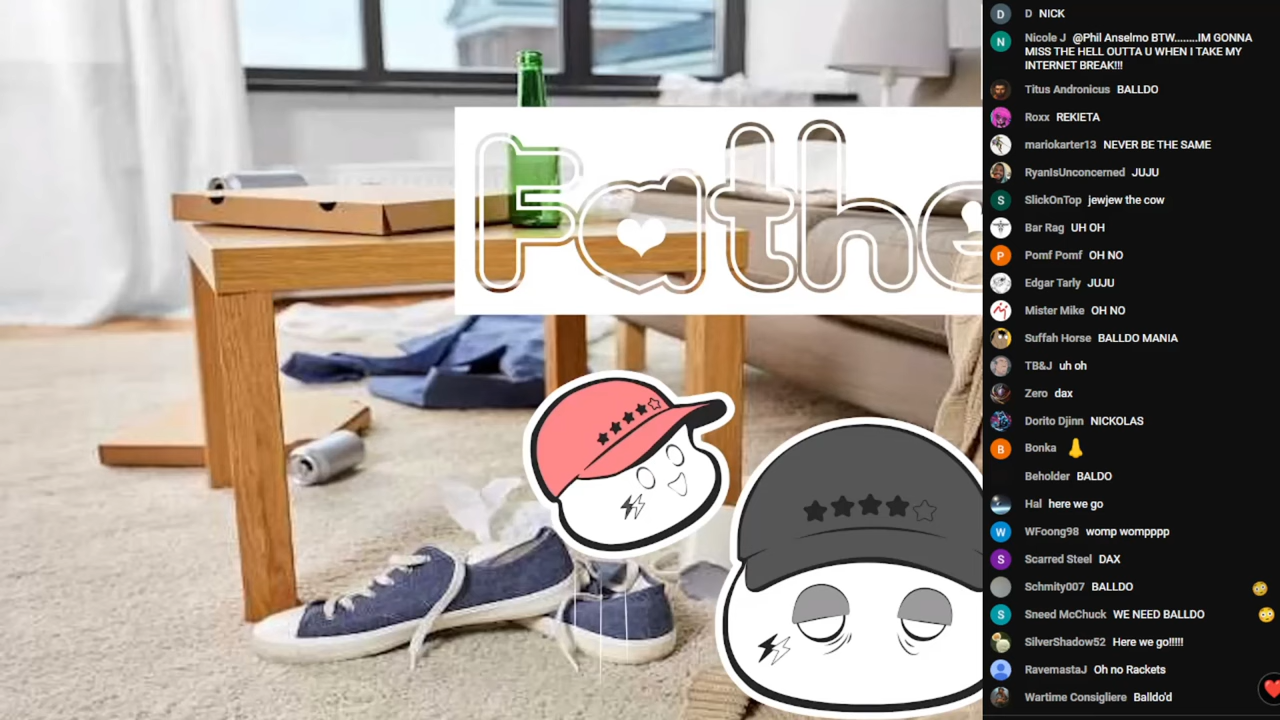 Fathe
D NICK
Nicole J @Phil Anselmo BTW........IM GONNA
MISS THE HELL OUTTA U WHEN I TAKE MY
INTERNET BREAK!!!
Titus Andronicus BALLDO
Roxx REKIETA
mariokarter13 NEVER BE THE SAME
RyanIsUnconcerned JUJU
SlickOnTop jewjew the cow
Bar Rag UH OH
Pomf Pomf OH NO
Edgar Tarly JUJU
Mister Mike OH NO
Suffah Horse BALLDO MANIA
TB&J uh oh
Zero dax
Dorito Djinn NICKOLAS
Bonka 👃
Beholder BALDO
Hal here we go
WFoong98 womp wompppp
Scarred Steel DAX
Schmity007 BALLDO
Sneed McChuck WE NEED BALLDO
SilverShadow52 Here we go!!!!!
RavemastaJ Oh no Rackets
Wartime Consigliere Balldo'd